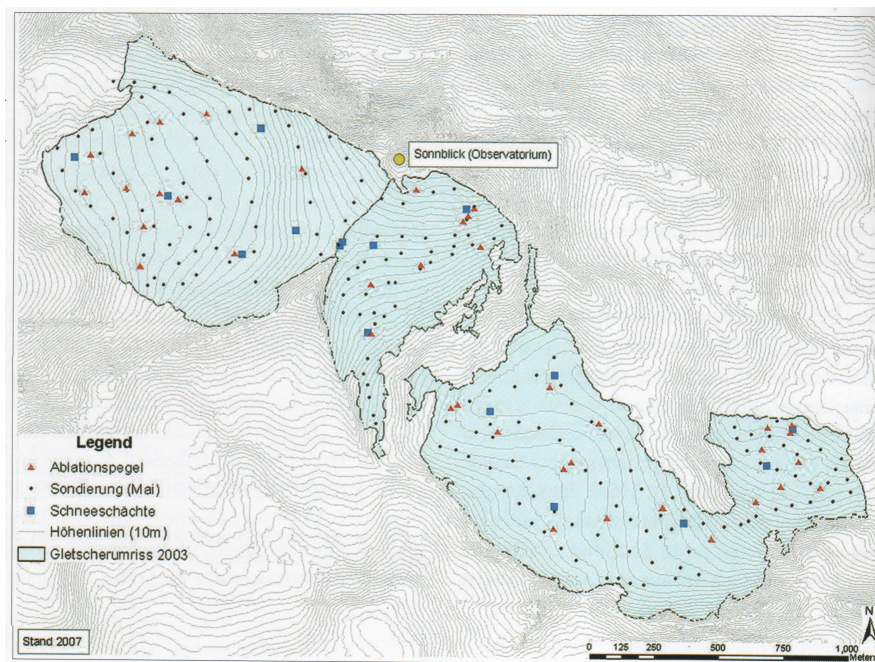 Sonnblick (Observatorium)
Legend
Ablationspegel
Sondierung (Mai)
Schneeschächte
Höhenlinien (10m)
Gletscherumriss 2003
Stand 2007
N
0 125 250 500 750 1,000
Meters